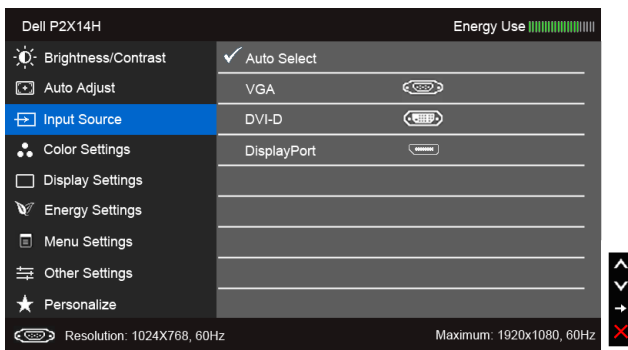 Dell P2X14H Energy Use
Brightness/Contrast Auto Select
Auto Adjust VGA
Input Source DVI-D
Color Settings DisplayPort
Display Settings
Energy Settings
Menu Settings
Other Settings
Personalize
Resolution: 1024X768, 60Hz Maximum: 1920x1080, 60Hz